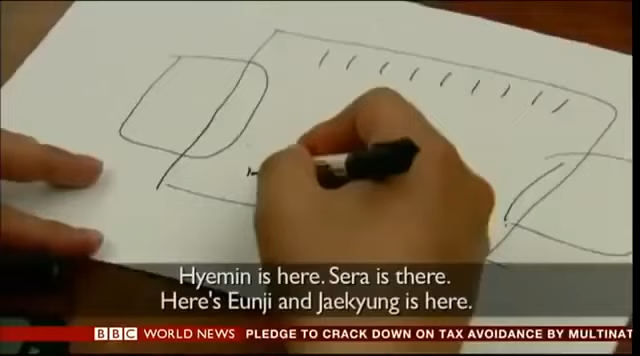 Hyemin is here. Sera is there.
Here's Eunji and Jaekyung is here.
BBC WORLD NEWS PLEDGE TO CRACK DOWN ON TAX AVOIDANCE BY MULTINAT